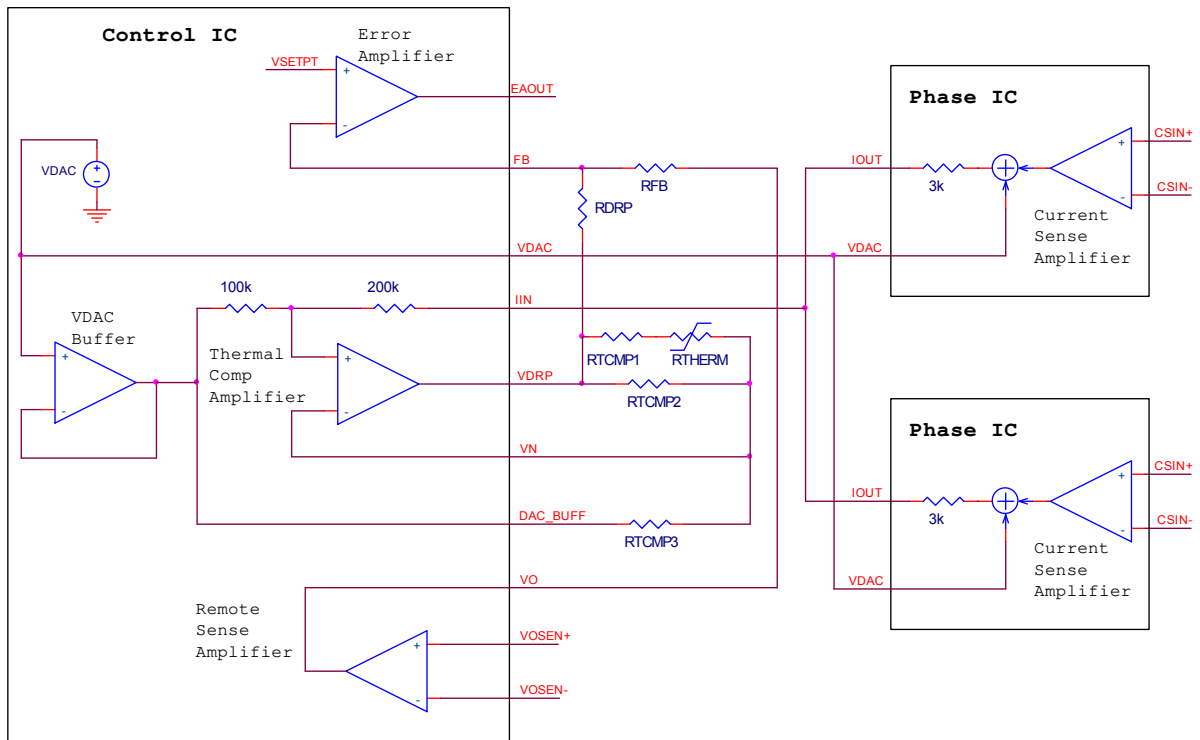 Control IC
Error
Amplifier
VSETPT
+
-
EAOUT
FB
VDAC
+
-
RFB
RDRP
VDAC
100k
200k
IIN
VDAC
Buffer
+
-
Thermal
Comp
Amplifier
+
-
RTCMP1
RTHERM
VDRP
RTCMP2
VN
DAC_BUFF
RTCMP3
VO
Remote
Sense
Amplifier
+
-
VOSEN+
VOSEN-
Phase IC
IOUT
3k
+
-
CSIN+
CSIN-
VDAC
Current
Sense
Amplifier
Phase IC
IOUT
3k
+
-
CSIN+
CSIN-
VDAC
Current
Sense
Amplifier